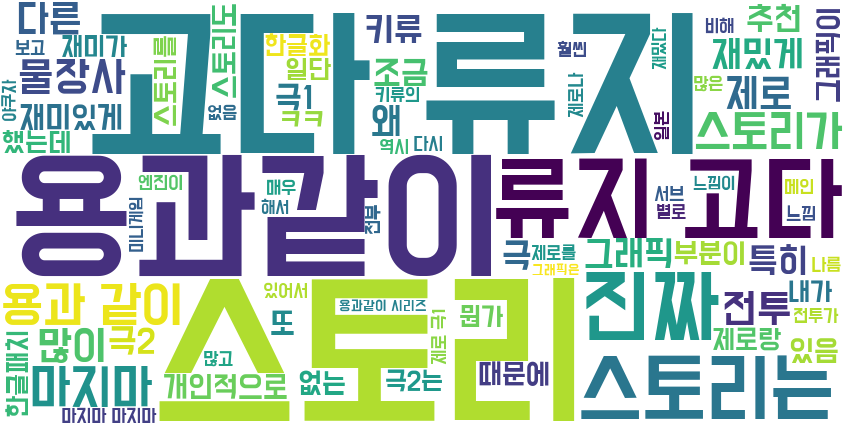 다른
보고
재미가
물장사
야쿠자
재미있게
했는데
스토리를
스토리도
없음
한글화
일단
극1
ㅋㅋ
키류
조금
키류의
왜
역시
다시
고다 류지
훨씬
제로나
재밌다
일본
비해
많은
추천
재밌게
제로
그래픽이
스토리가
용과같이
엔진이
미니게임
매우
해서
전부
류지 고다
느낌이
서브
별로
메인
느낌
극
제로를
그래픽은
그래픽
부분이
특히
나름
용과 같이
많이
극2
한글패치
마지마
마지마 마지마
스토리
많고
개인적으로
있어서
또
없는
용과같이 시리즈
제로 극1
극2는
뭔가
때문에
진짜
전투
내가
전투가
제로랑
있음
스토리는